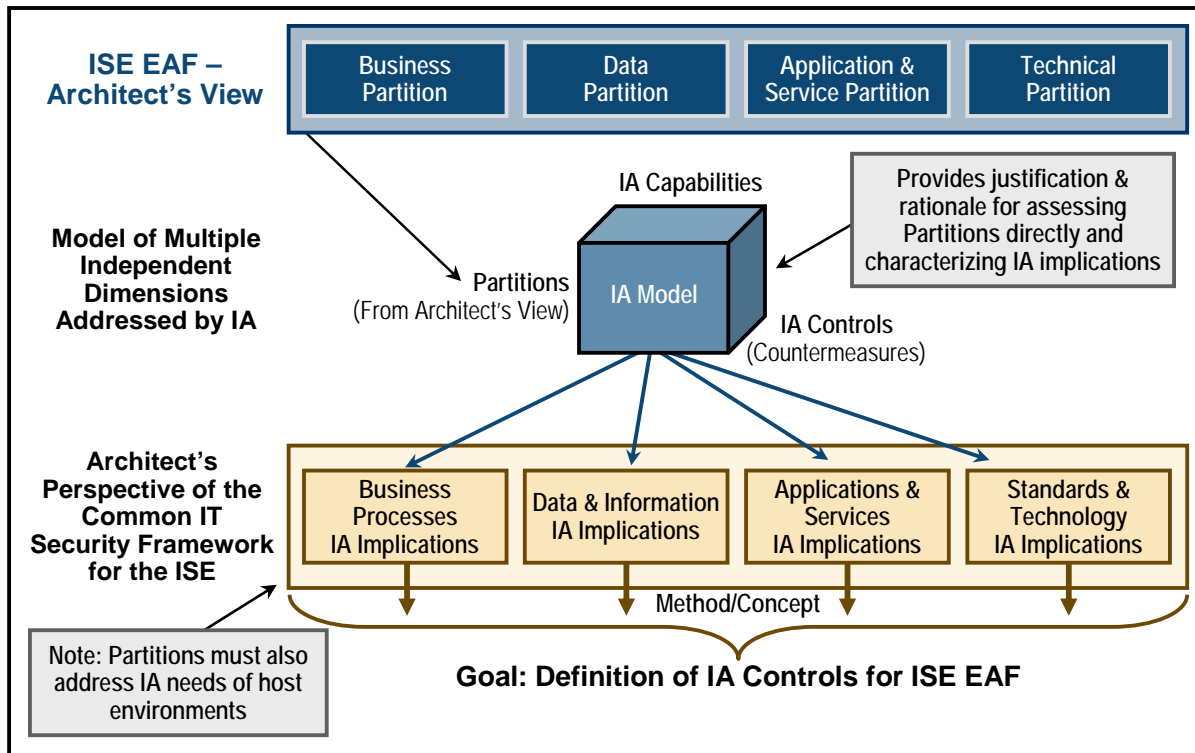 ISE EAF –
Architect's View
Business
Partition
Data
Partition
Application &
Service Partition
Technical
Partition
IA Capabilities
Provides justification &
rationale for assessing
Partitions directly and
characterizing IA implications
Model of Multiple
Independent
Dimensions
Addressed by IA
Partitions
(From Architect's View)
IA Model
IA Controls
(Countermeasures)
Architect's
Perspective of the
Common IT
Security Framework
for the ISE
Business
Processes
IA Implications
Data & Information
IA Implications
Applications &
Services
IA Implications
Standards &
Technology
IA Implications
Method/Concept
Note: Partitions must also
address IA needs of host
environments
Goal: Definition of IA Controls for ISE EAF